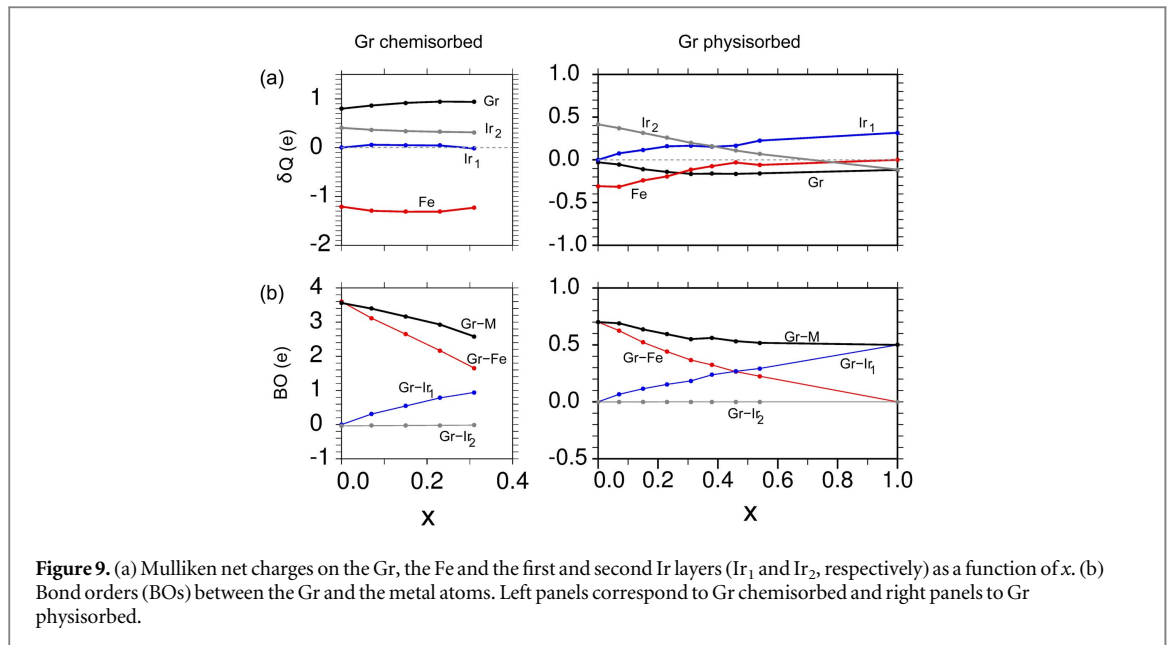 Gr chemisorbed
Gr physisorbed
(a)
δQ (e)
1
0
-1
-2
Gr
Ir2
Ir1
Fe
1.0
0.5
0.0
-0.5
-1.0
Ir2
Ir1
Fe
Gr
(b)
BO (e)
4
3
2
1
0
-1
Gr−M
Gr−Fe
Gr−Ir1
Gr−Ir2
0.0 0.2 0.4
X
1.0
0.5
0.0
-0.5
Gr−M
Gr−Fe
Gr−Ir1
Gr−Ir2
0.0 0.2 0.4 0.6 0.8 1.0
X
Figure 9. (a) Mulliken net charges on the Gr, the Fe and the first and second Ir layers (Ir1 and Ir2, respectively) as a function of x. (b)
Bond orders (BOs) between the Gr and the metal atoms. Left panels correspond to Gr chemisorbed and right panels to Gr
physisorbed.